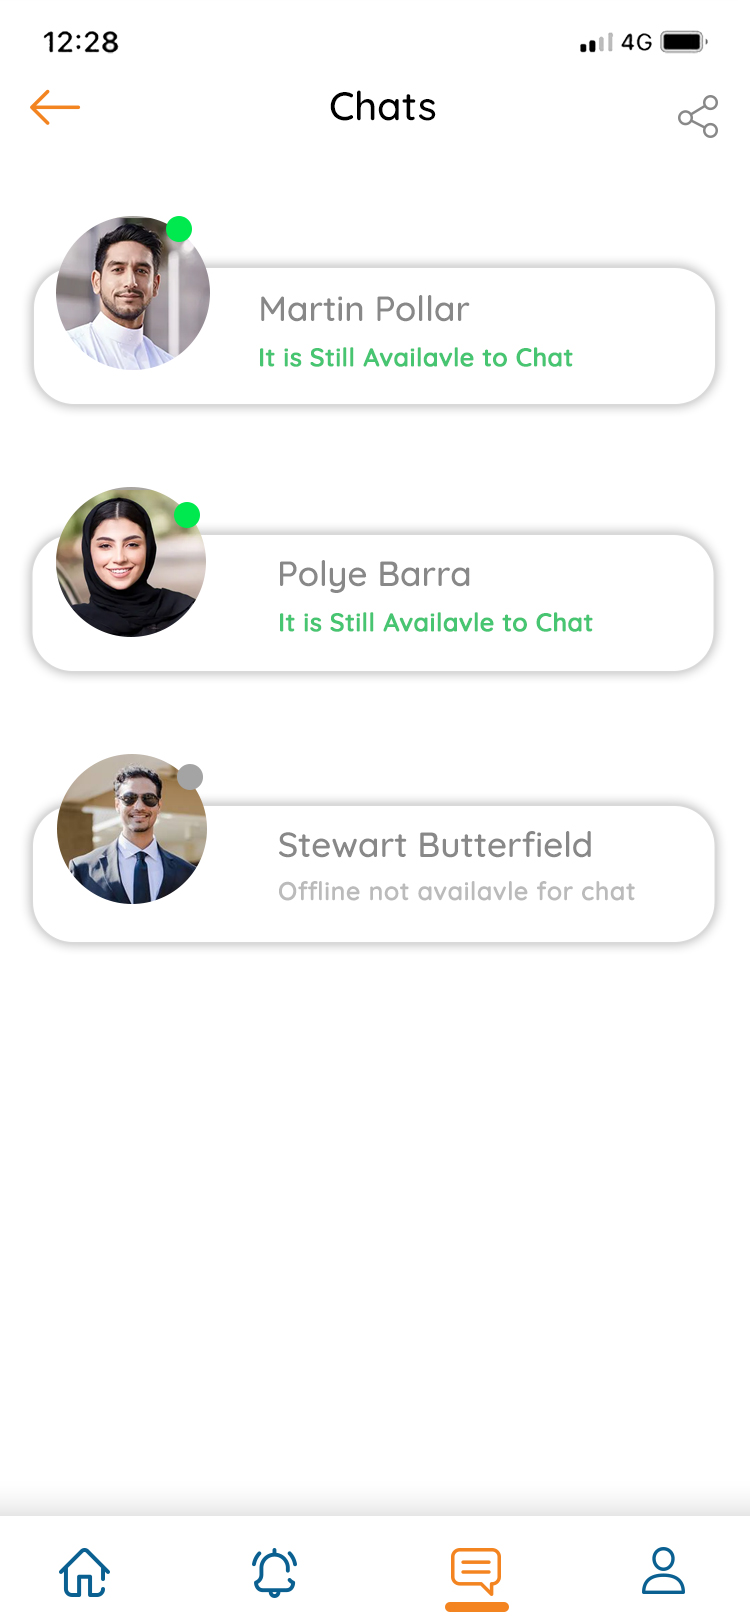 12:28
4G
Chats
Martin Pollar
It is Still Availavle to Chat
Polye Barra
It is Still Availavle to Chat
Stewart Butterfield
Offline not availavle for chat